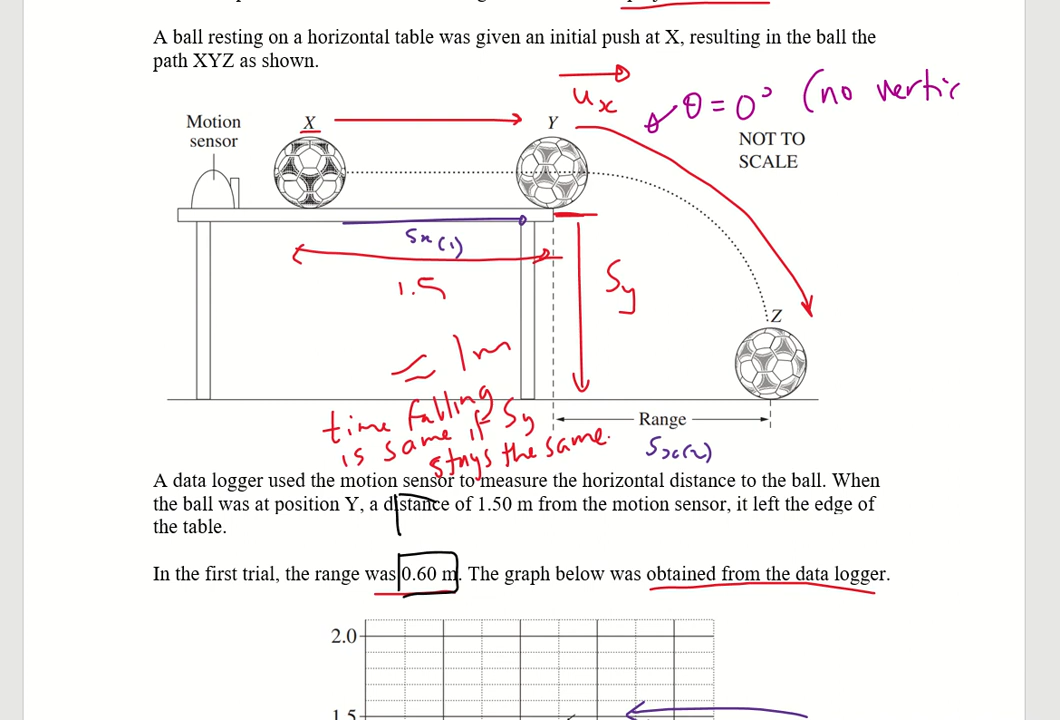 A ball resting on a horizontal table was given an initial push at X, resulting in the ball the
path XYZ as shown.
ux
θ = 0° (no vertic
Motion
sensor
X
Y
NOT TO
SCALE
Sx(1)
1.5
Sy
Z
≈ 1m
time falling
is same if Sy
stays the same.
Range
Sx(2)
A data logger used the motion sensor to measure the horizontal distance to the ball. When
the ball was at position Y, a distance of 1.50 m from the motion sensor, it left the edge of
the table.
In the first trial, the range was 0.60 m. The graph below was obtained from the data logger.
2.0
1.5